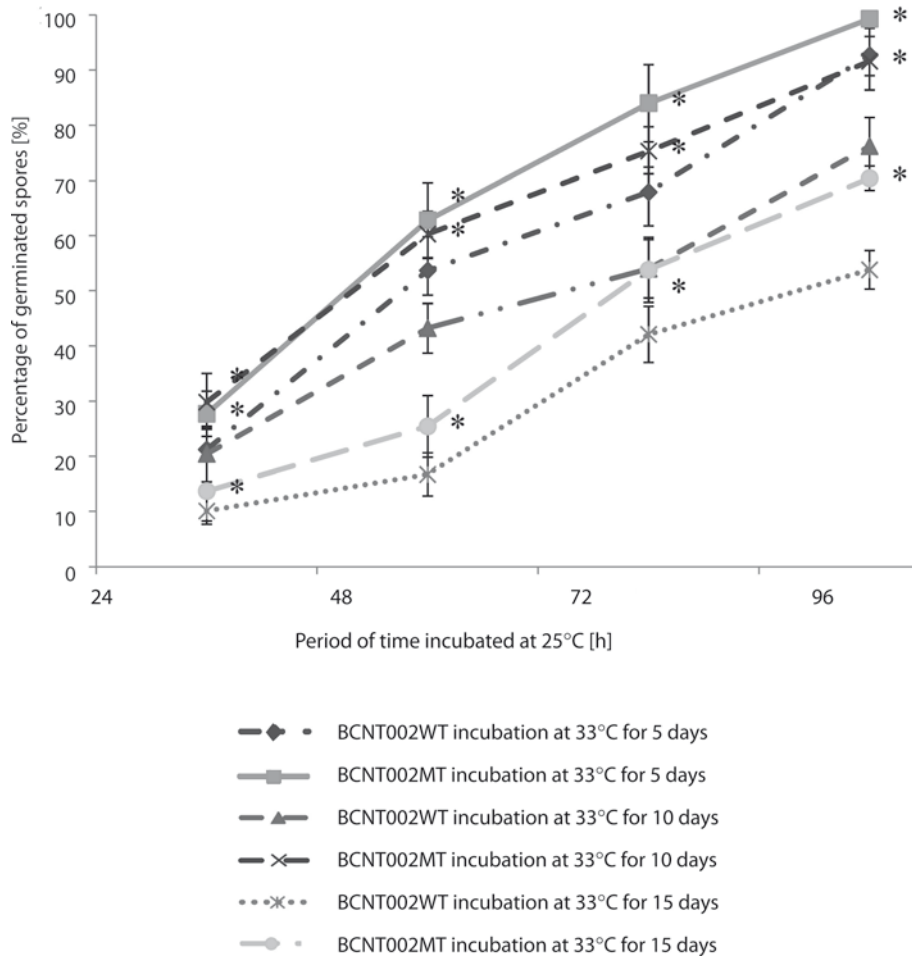 Percentage of germinated spores [%]
100
90
80
70
60
50
40
30
20
10
0
* *
* * * *
* *
* * *
24 48 72 96
Period of time incubated at 25°C [h]
BCNT002WT incubation at 33°C for 5 days
BCNT002MT incubation at 33°C for 5 days
BCNT002WT incubation at 33°C for 10 days
BCNT002MT incubation at 33°C for 10 days
BCNT002WT incubation at 33°C for 15 days
BCNT002MT incubation at 33°C for 15 days